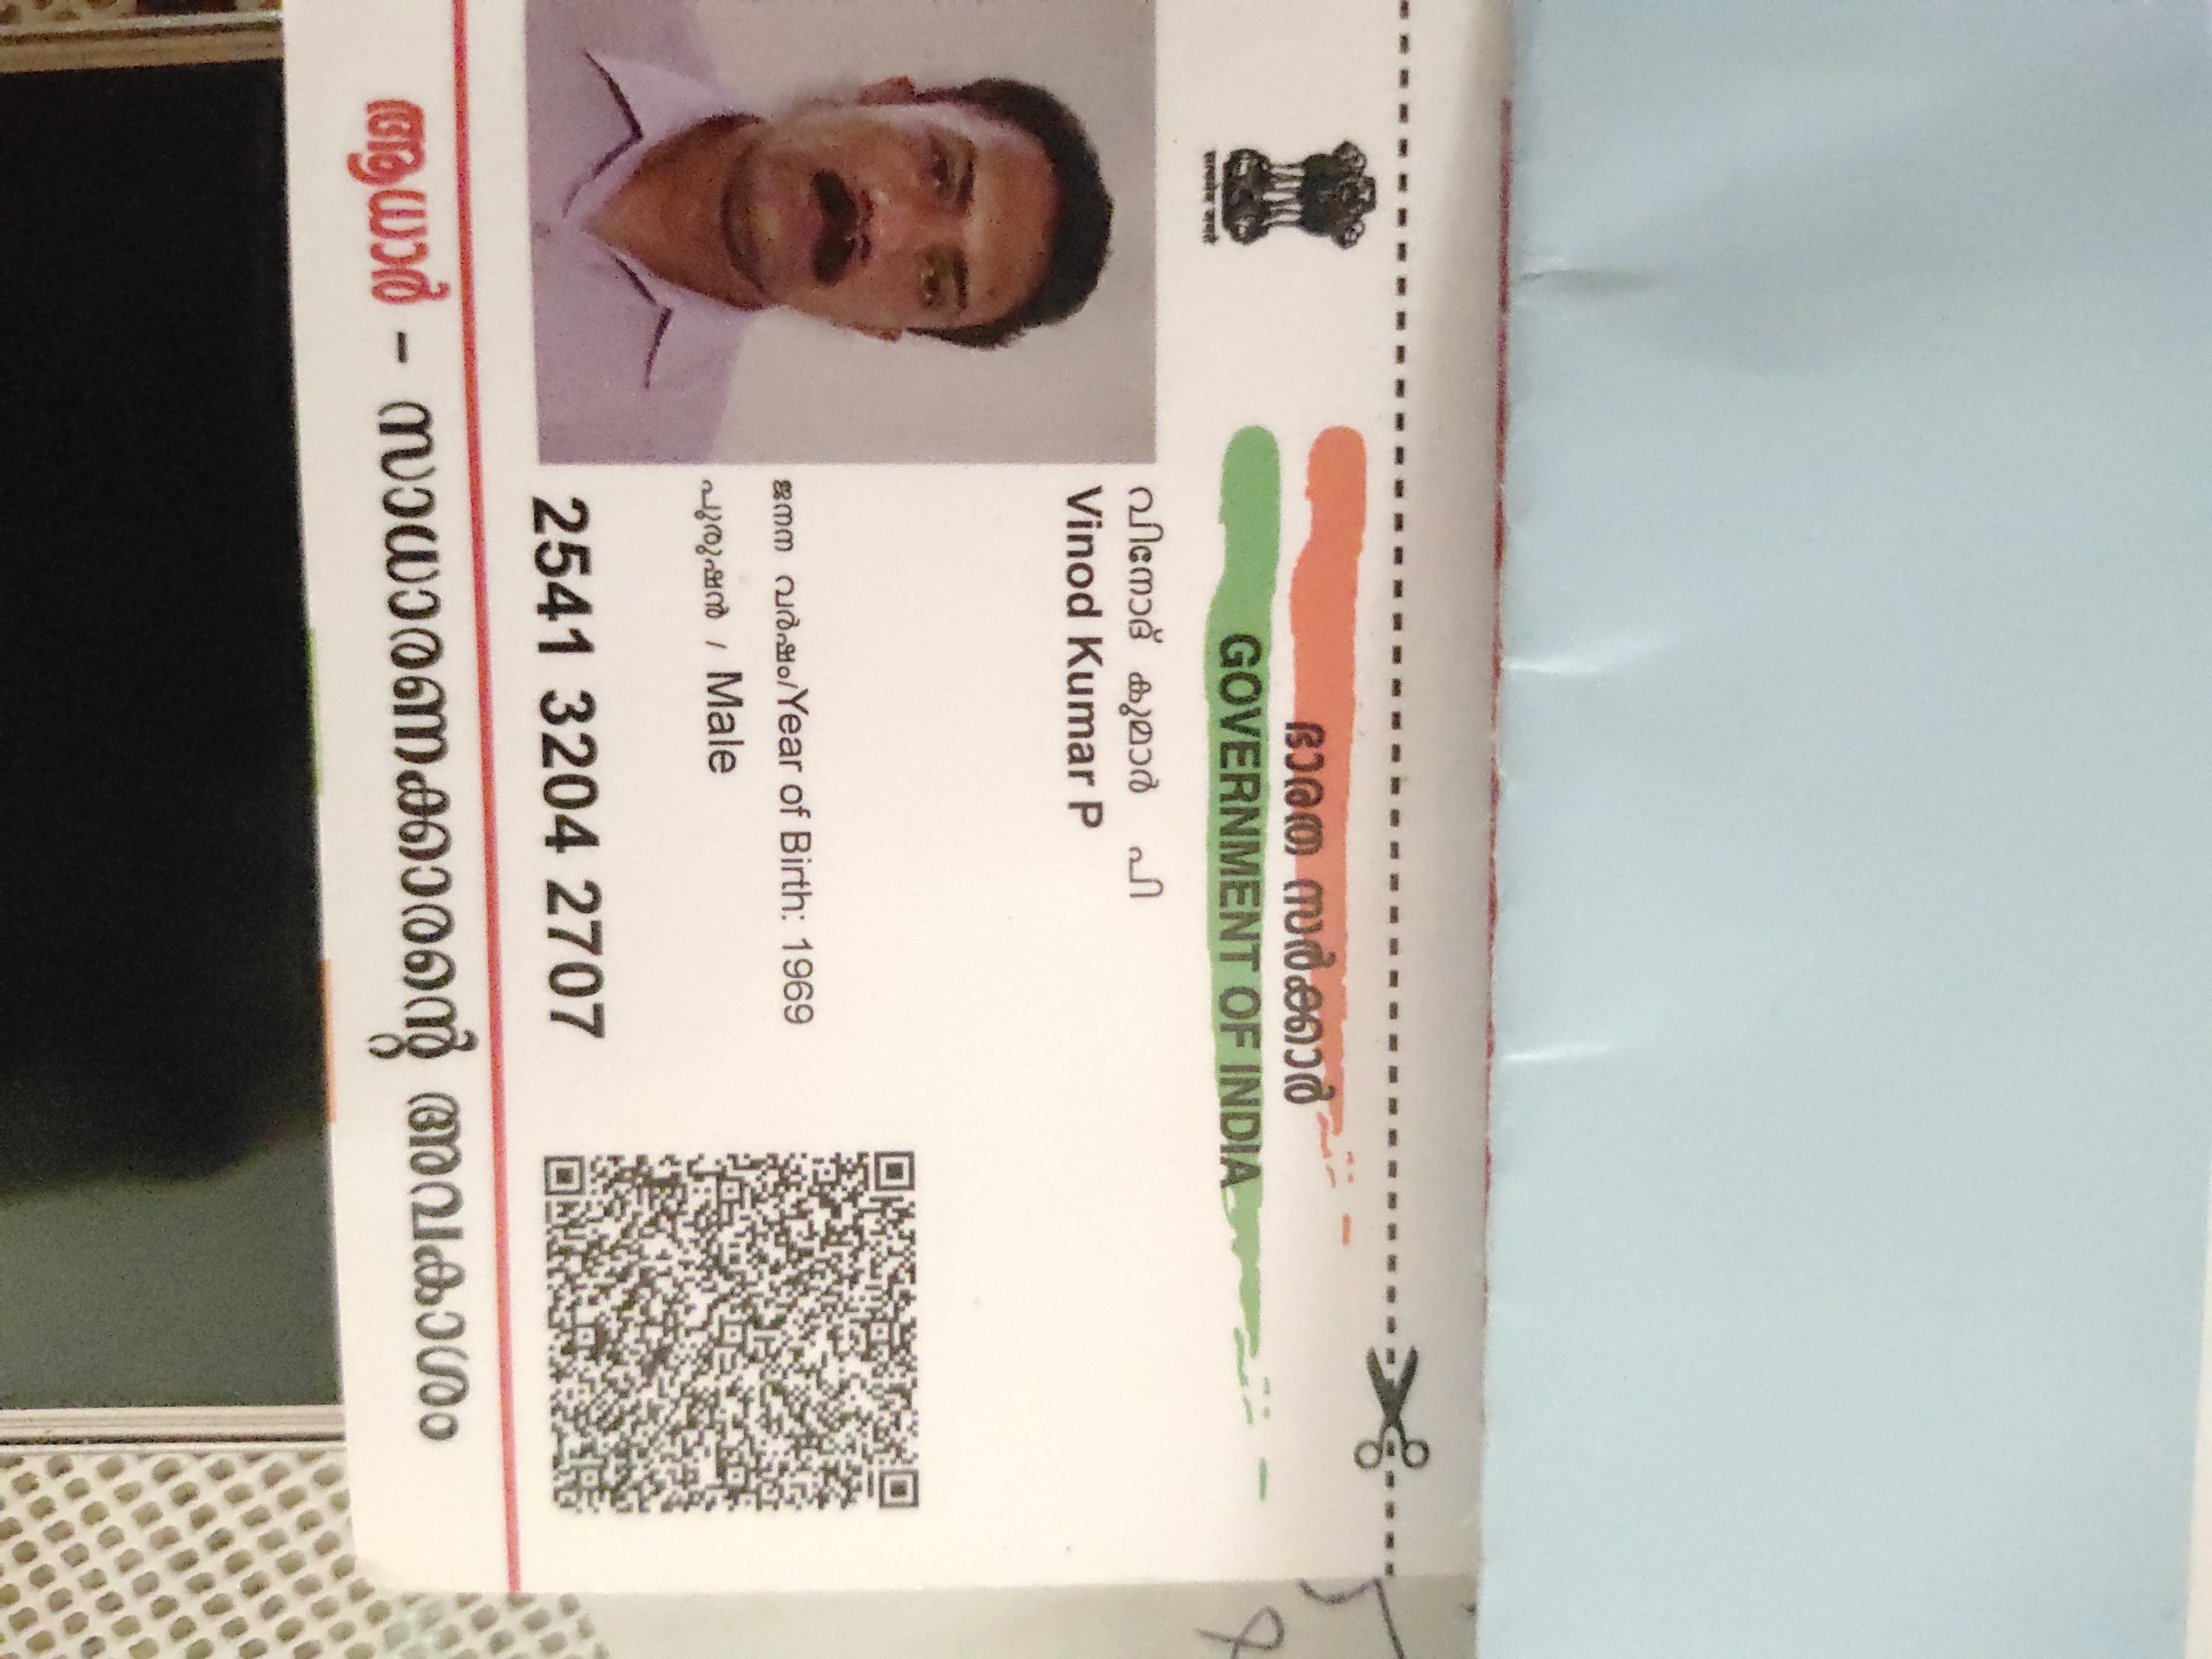 ഭാരത സർക്കാർ
GOVERNMENT OF INDIA
വിനോദ് കുമാർ പി
Vinod Kumar P
ജനന വർഷം/Year of Birth: 1969
പുരുഷൻ / Male
2541 3204 2707
ആധാർ - സാധാരണക്കാരന്റെ അവകാശം